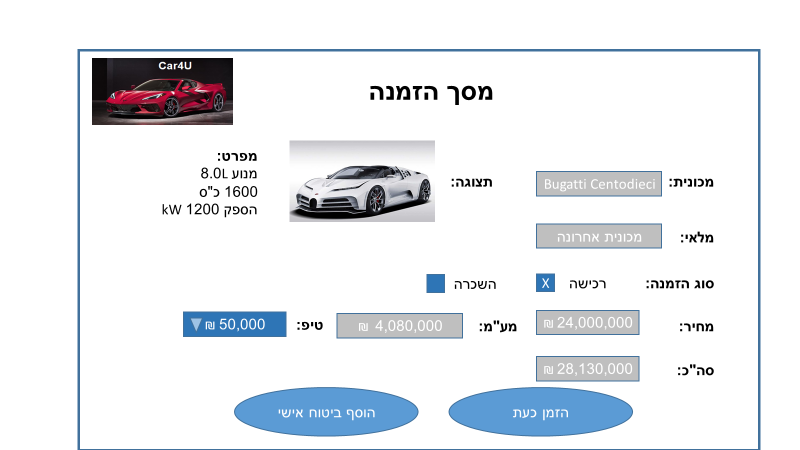 Car4U
מסך הזמנה
מכונית: Bugatti Centodieci
תצוגה:
מפרט:
מנוע 8.0L
1600 כ"ס
הספק 1200 kW
מלאי: מכונית אחרונה
סוג הזמנה: רכישה X השכרה
מחיר: 24,000,000 ₪ מע"מ: 4,080,000 ₪ טיפ: 50,000 ₪
סה"כ: 28,130,000 ₪
הזמן כעת
הוסף ביטוח אישי